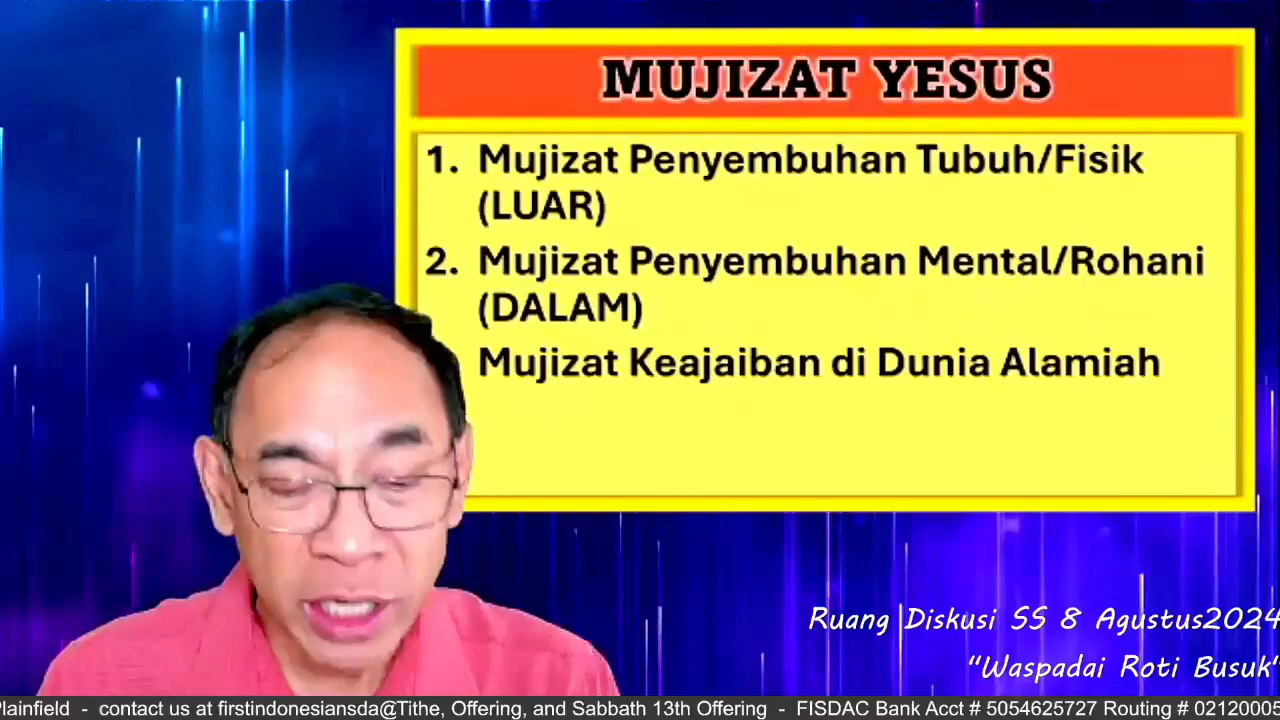 MUJIZAT YESUS
1. Mujizat Penyembuhan Tubuh/Fisik
(LUAR)
2. Mujizat Penyembuhan Mental/Rohani
(DALAM)
Mujizat Keajaiban di Dunia Alamiah
Ruang Diskusi SS 8 Agustus2024
“Waspadai Roti Busuk”
Plainfield - contact us at firstindonesiansda@Tithe, Offering, and Sabbath 13th Offering - FISDAC Bank Acct # 5054625727 Routing # 02120005